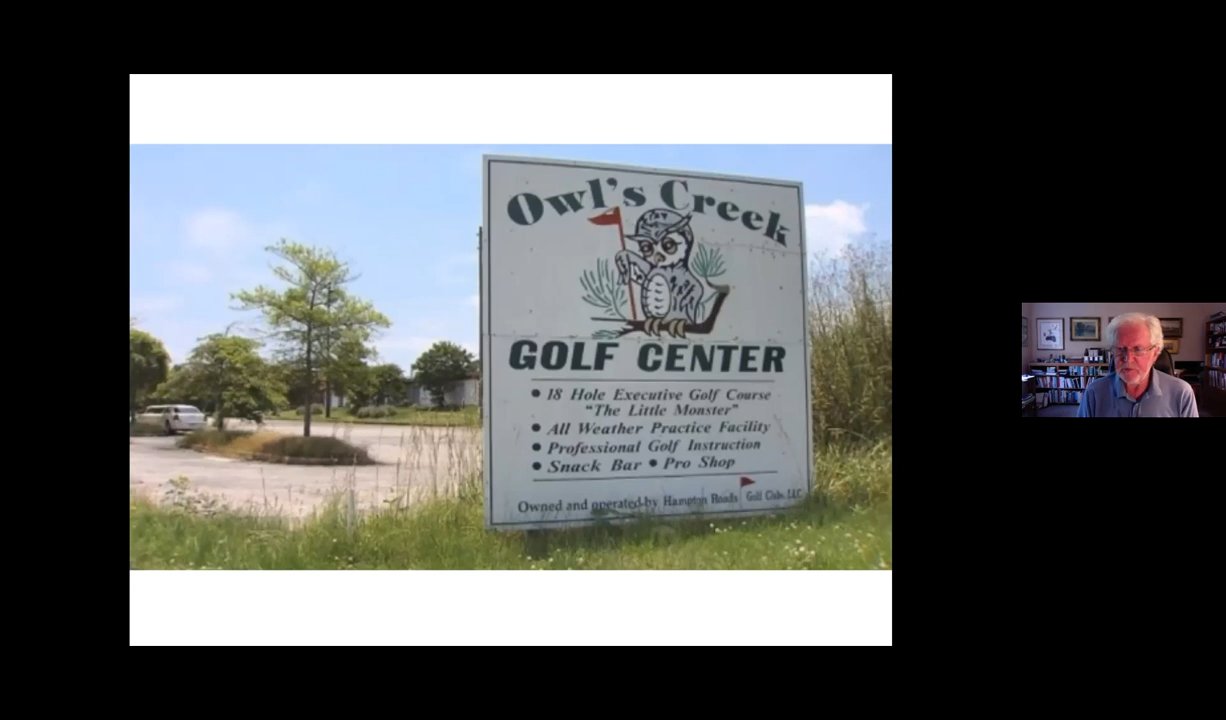 Owl's Creek
GOLF CENTER
• 18 Hole Executive Golf Course
"The Little Monster"
• All Weather Practice Facility
• Professional Golf Instruction
• Snack Bar • Pro Shop
Owned and operated by Hampton Roads Golf Clubs, LLC